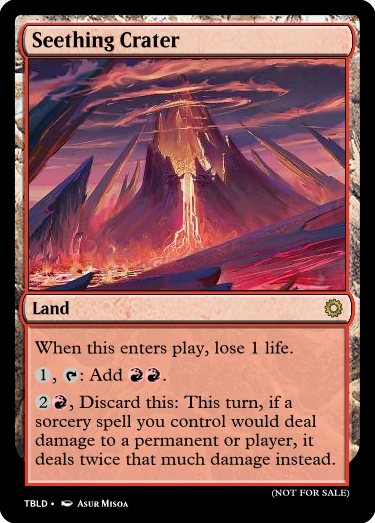 Seething Crater
Land
When this enters play, lose 1 life.
1, : Add .
2, Discard this: This turn, if a
sorcery spell you control would deal
damage to a permanent or player, it
deals twice that much damage instead.
(NOT FOR SALE)
TBLD • Asur Misoa